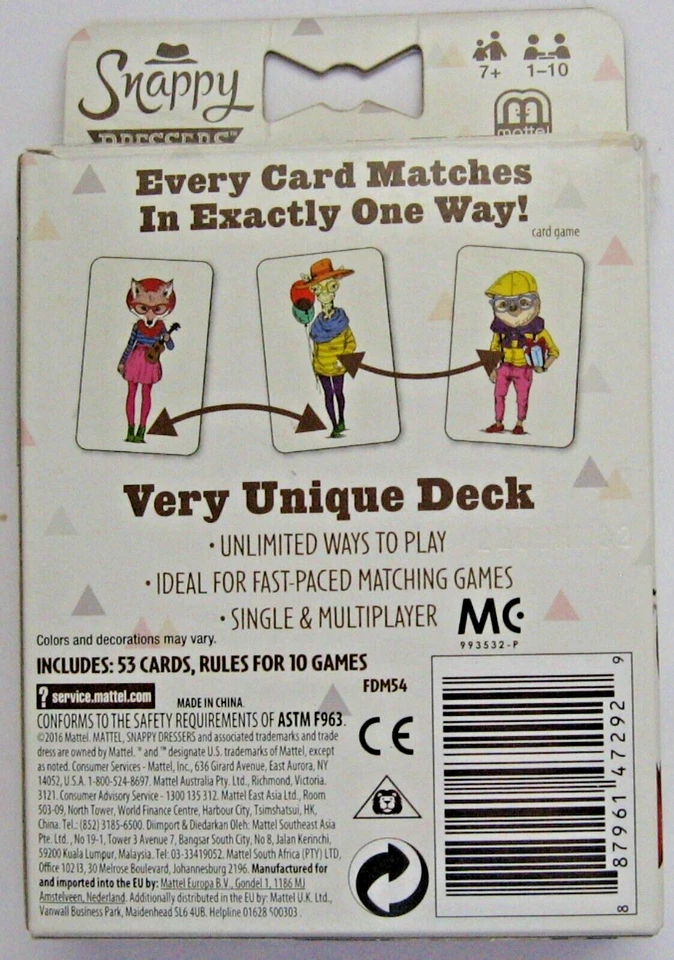 Snappy
DRESSERS™
7+ 1–10
mattel
Every Card Matches
In Exactly One Way!
card game
Very Unique Deck
• UNLIMITED WAYS TO PLAY
• IDEAL FOR FAST-PACED MATCHING GAMES
• SINGLE & MULTIPLAYER
MC
993532-P
Colors and decorations may vary.
INCLUDES: 53 CARDS, RULES FOR 10 GAMES
FDM54
? service.mattel.com
MADE IN CHINA.
CONFORMS TO THE SAFETY REQUIREMENTS OF ASTM F963.
©2016 Mattel. MATTEL, SNAPPY DRESSERS and associated trademarks and trade
dress are owned by Mattel. ® and ™ designate U.S. trademarks of Mattel, except
as noted. Consumer Services - Mattel, Inc., 636 Girard Avenue, East Aurora, NY
14052, U.S.A. 1-800-524-8697. Mattel Australia Pty. Ltd., Richmond, Victoria.
3121. Consumer Advisory Service - 1300 135 312. Mattel East Asia Ltd., Room
503-09, North Tower, World Finance Centre, Harbour City, Tsimshatsui, HK,
China. Tel.: (852) 3185-6500. Diimport & Diedarkan Oleh: Mattel Southeast Asia
Pte. Ltd., No 19-1, Tower 3 Avenue 7, Bangsar South City, No 8, Jalan Kerinchi,
59200 Kuala Lumpur, Malaysia. Tel: 03-33419052. Mattel South Africa (PTY) LTD,
Office 102 I3, 30 Melrose Boulevard, Johannesburg 2196. Manufactured for
and imported into the EU by: Mattel Europa B.V., Gondel 1, 1186 MJ
Amstelveen, Nederland. Additionally distributed in the EU by: Mattel U.K. Ltd.,
Vanwall Business Park, Maidenhead SL6 4UB. Helpline 01628 500303.
CE
8 87961 47292 9